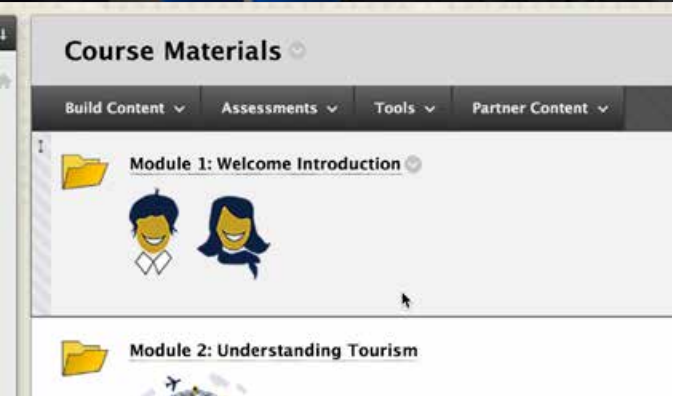 Course Materials
Build Content Assessments Tools Partner Content
Module 1: Welcome Introduction
Module 2: Understanding Tourism